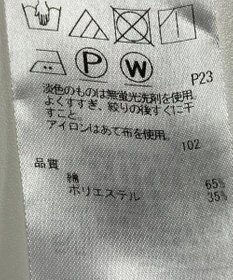 P W P23
淡色のものは無蛍光洗剤を使用。
よくすすぎ、絞りの後すぐに干
すこと。
アイロンはあて布を使用。
102
品質
綿 65%
ポリエステル 35%